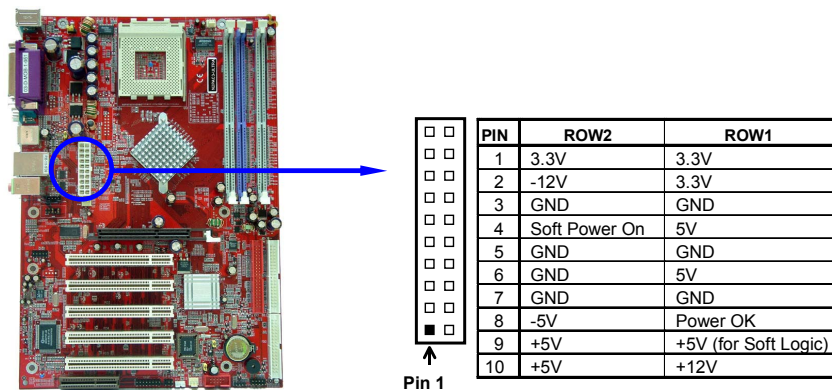 PIN ROW2 ROW1
1 3.3V 3.3V
2 -12V 3.3V
3 GND GND
4 Soft Power On 5V
5 GND GND
6 GND 5V
7 GND GND
8 -5V Power OK
9 +5V +5V (for Soft Logic)
10 +5V +12V
Pin 1